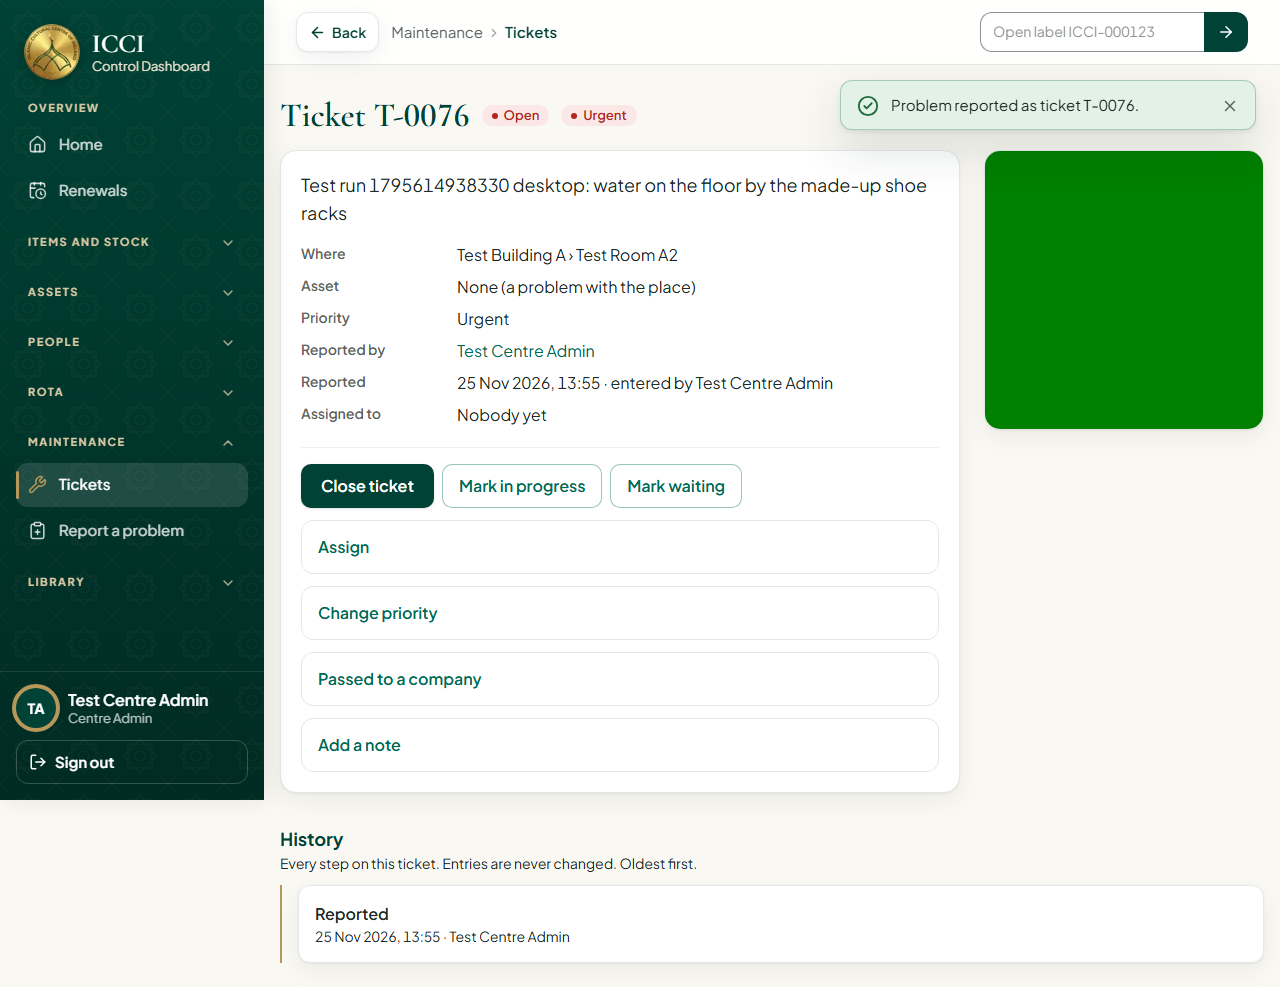 ICCI
Control Dashboard
OVERVIEW
Home
Renewals
ITEMS AND STOCK
ASSETS
PEOPLE
ROTA
MAINTENANCE
Tickets
Report a problem
LIBRARY
TA
Test Centre Admin
Centre Admin
Sign out
Back
Maintenance › Tickets
Open label ICCI-000123
Problem reported as ticket T-0076.
Ticket T-0076
Open
Urgent
Test run 1795614938330 desktop: water on the floor by the made-up shoe
racks
Where Test Building A › Test Room A2
Asset None (a problem with the place)
Priority Urgent
Reported by Test Centre Admin
Reported 25 Nov 2026, 13:55 · entered by Test Centre Admin
Assigned to Nobody yet
Close ticket
Mark in progress
Mark waiting
Assign
Change priority
Passed to a company
Add a note
History
Every step on this ticket. Entries are never changed. Oldest first.
Reported
25 Nov 2026, 13:55 · Test Centre Admin